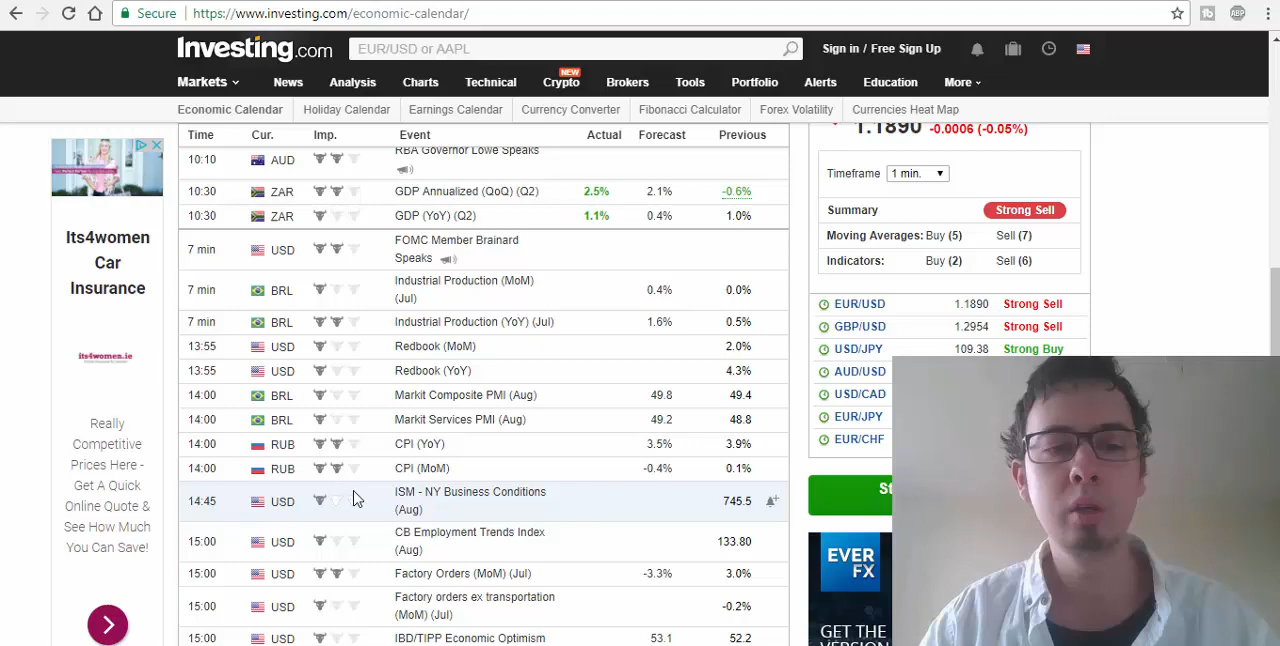 Secure https://www.investing.com/economic-calendar/
Investing.com EUR/USD or AAPL Sign in / Free Sign Up
NEW
Markets News Analysis Charts Technical Crypto Brokers Tools Portfolio Alerts Education More
Economic Calendar Holiday Calendar Earnings Calendar Currency Converter Fibonacci Calculator Forex Volatility Currencies Heat Map
Time Cur. Imp. Event Actual Forecast Previous
10:10 AUD RBA Governor Lowe Speaks
10:30 ZAR GDP Annualized (QoQ) (Q2) 2.5% 2.1% -0.6%
10:30 ZAR GDP (YoY) (Q2) 1.1% 0.4% 1.0%
7 min USD FOMC Member Brainard
Speaks
7 min BRL Industrial Production (MoM) 0.4% 0.0%
(Jul)
7 min BRL Industrial Production (YoY) (Jul) 1.6% 0.5%
13:55 USD Redbook (MoM) 2.0%
13:55 USD Redbook (YoY) 4.3%
14:00 BRL Markit Composite PMI (Aug) 49.8 49.4
14:00 BRL Markit Services PMI (Aug) 49.2 48.8
14:00 RUB CPI (YoY) 3.5% 3.9%
14:00 RUB CPI (MoM) -0.4% 0.1%
14:45 USD ISM - NY Business Conditions 745.5
(Aug)
15:00 USD CB Employment Trends Index 133.80
(Aug)
15:00 USD Factory Orders (MoM) (Jul) -3.3% 3.0%
15:00 USD Factory orders ex transportation -0.2%
(MoM) (Jul)
15:00 USD IBD/TIPP Economic Optimism 53.1 52.2
Its4women
Car
Insurance
its4women.ie
Really
Competitive
Prices Here -
Get A Quick
Online Quote &
See How Much
You Can Save!
1.1890 -0.0006 (-0.05%)
Timeframe 1 min.
Summary Strong Sell
Moving Averages: Buy (5) Sell (7)
Indicators: Buy (2) Sell (6)
EUR/USD 1.1890 Strong Sell
GBP/USD 1.2954 Strong Sell
USD/JPY 109.38 Strong Buy
AUD/USD
USD/CAD
EUR/JPY
EUR/CHF
EVER
FX
GET THE
ABP